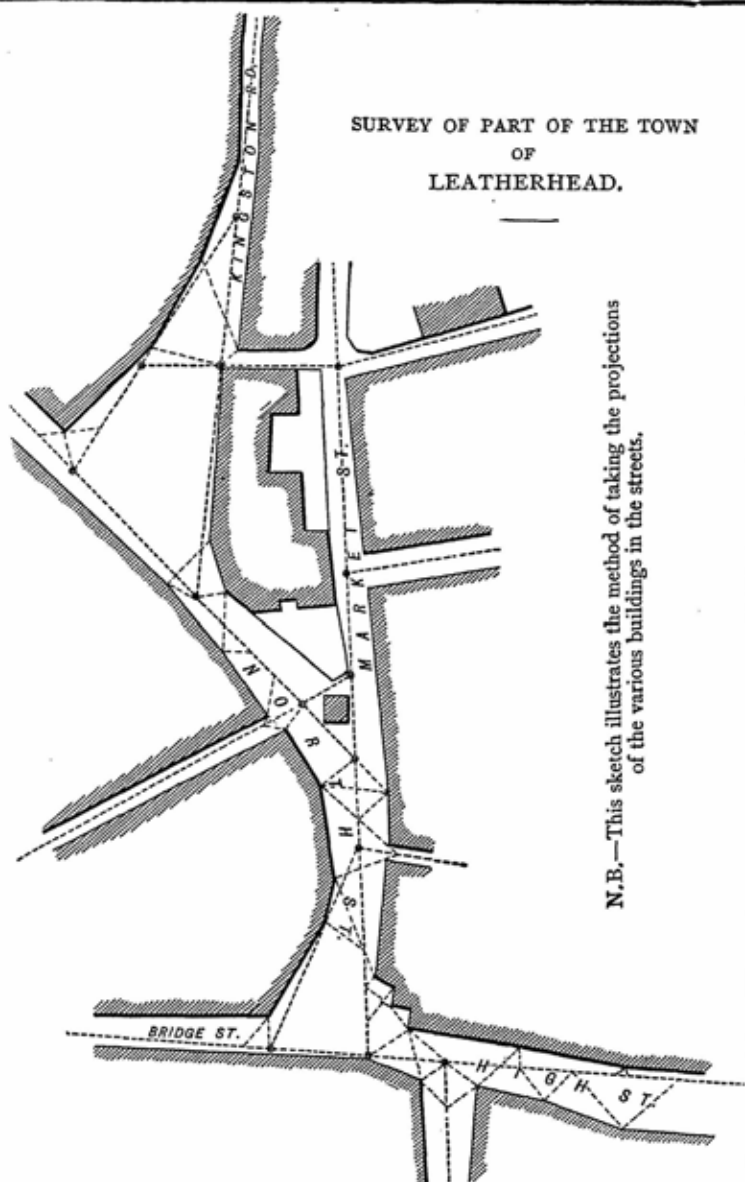 SURVEY OF PART OF THE TOWN
OF
LEATHERHEAD.
KINGSTON RD.
MARKET ST.
NORTH ST.
BRIDGE ST.
HIGH ST.
N.B.—This sketch illustrates the method of taking the projections
of the various buildings in the streets.